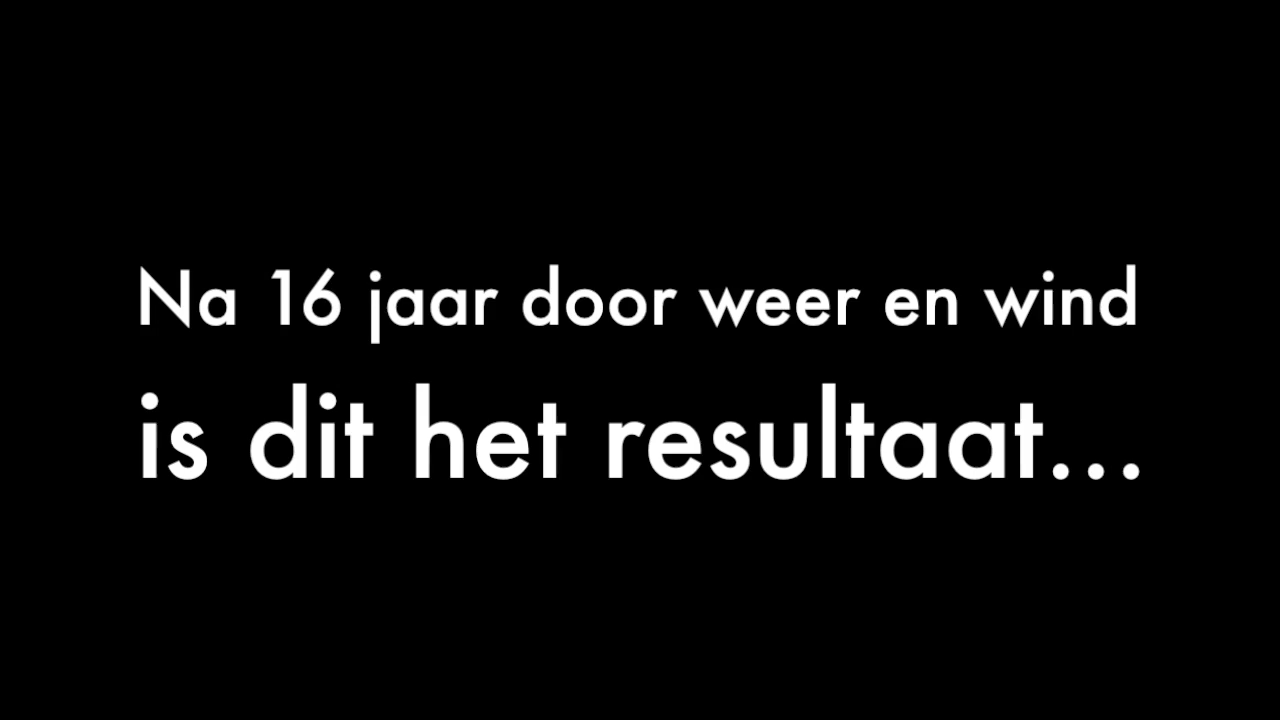 Na 16 jaar door weer en wind
is dit het resultaat...